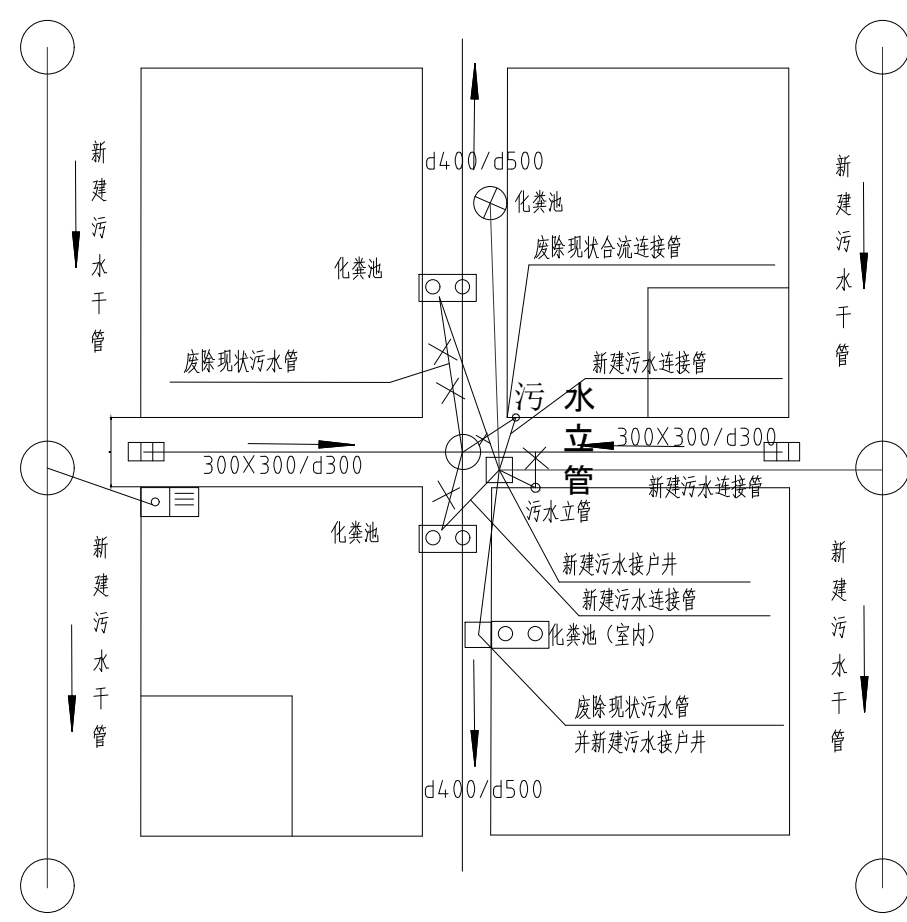 d400/d500
化粪池
新建污水干管
新建污水干管
废除现状合流连接管
化粪池
废除现状污水管
新建污水连接管
污水立管
300X300/d300
300X300/d300
新建污水连接管
污水立管
化粪池
新建污水干管
新建污水干管
新建污水接户井
新建污水连接管
化粪池（室内）
废除现状污水管
并新建污水接户井
d400/d500